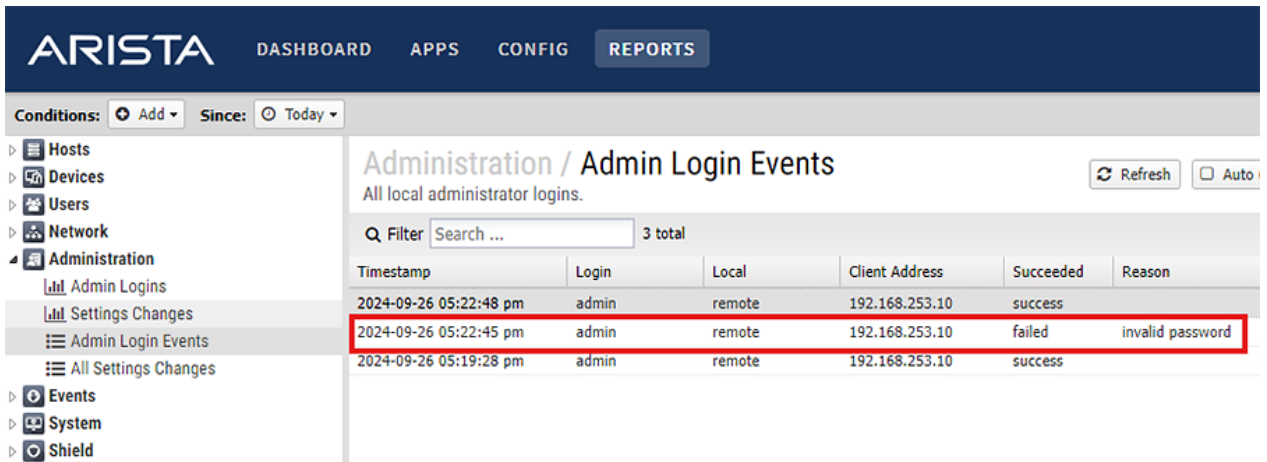 ARISTA DASHBOARD APPS CONFIG REPORTS
Conditions: Add Since: Today
Hosts
Devices
Users
Network
Administration
Admin Logins
Settings Changes
Admin Login Events
All Settings Changes
Events
System
Shield
Administration / Admin Login Events
All local administrator logins.
Refresh Auto
Filter Search ... 3 total
Timestamp Login Local Client Address Succeeded Reason
2024-09-26 05:22:48 pm admin remote 192.168.253.10 success
2024-09-26 05:22:45 pm admin remote 192.168.253.10 failed invalid password
2024-09-26 05:19:28 pm admin remote 192.168.253.10 success